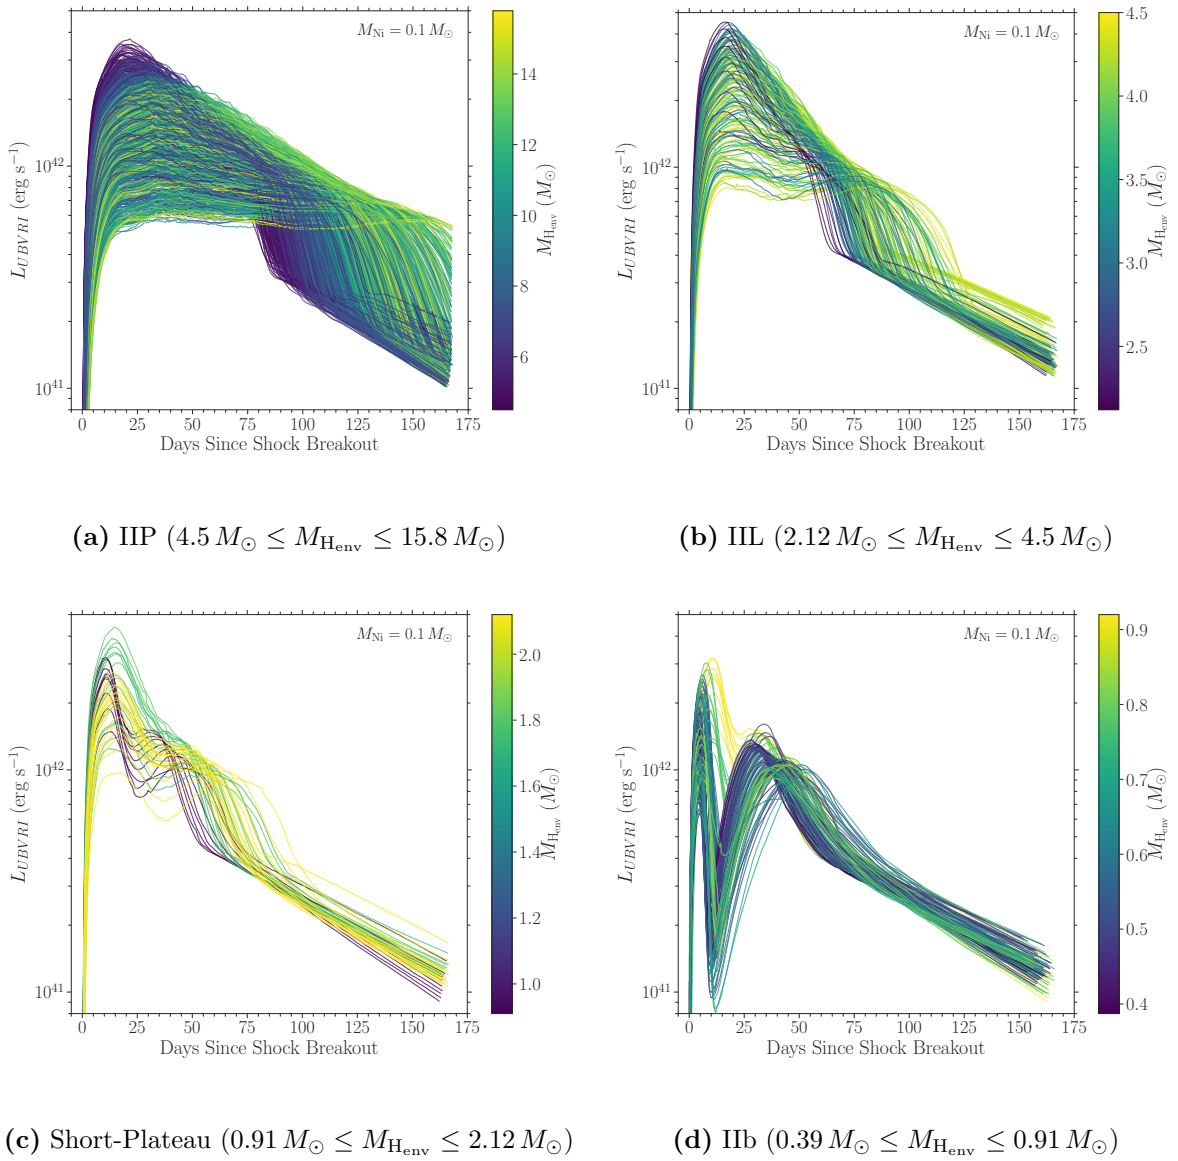 M_Ni = 0.1 M_⊙
10^42
10^41
L_UBVRI (erg s^−1)
0 25 50 75 100 125 150 175
Days Since Shock Breakout
14
12
10
8
6
M_H_env (M_⊙)
(a) IIP (4.5 M_⊙ ≤ M_H_env ≤ 15.8 M_⊙)
M_Ni = 0.1 M_⊙
10^42
10^41
L_UBVRI (erg s^−1)
0 25 50 75 100 125 150 175
Days Since Shock Breakout
4.5
4.0
3.5
3.0
2.5
M_H_env (M_⊙)
(b) IIL (2.12 M_⊙ ≤ M_H_env ≤ 4.5 M_⊙)
M_Ni = 0.1 M_⊙
10^42
10^41
L_UBVRI (erg s^−1)
0 25 50 75 100 125 150 175
Days Since Shock Breakout
2.0
1.8
1.6
1.4
1.2
1.0
M_H_env (M_⊙)
(c) Short-Plateau (0.91 M_⊙ ≤ M_H_env ≤ 2.12 M_⊙)
M_Ni = 0.1 M_⊙
10^42
10^41
L_UBVRI (erg s^−1)
0 25 50 75 100 125 150 175
Days Since Shock Breakout
0.9
0.8
0.7
0.6
0.5
0.4
M_H_env (M_⊙)
(d) IIb (0.39 M_⊙ ≤ M_H_env ≤ 0.91 M_⊙)